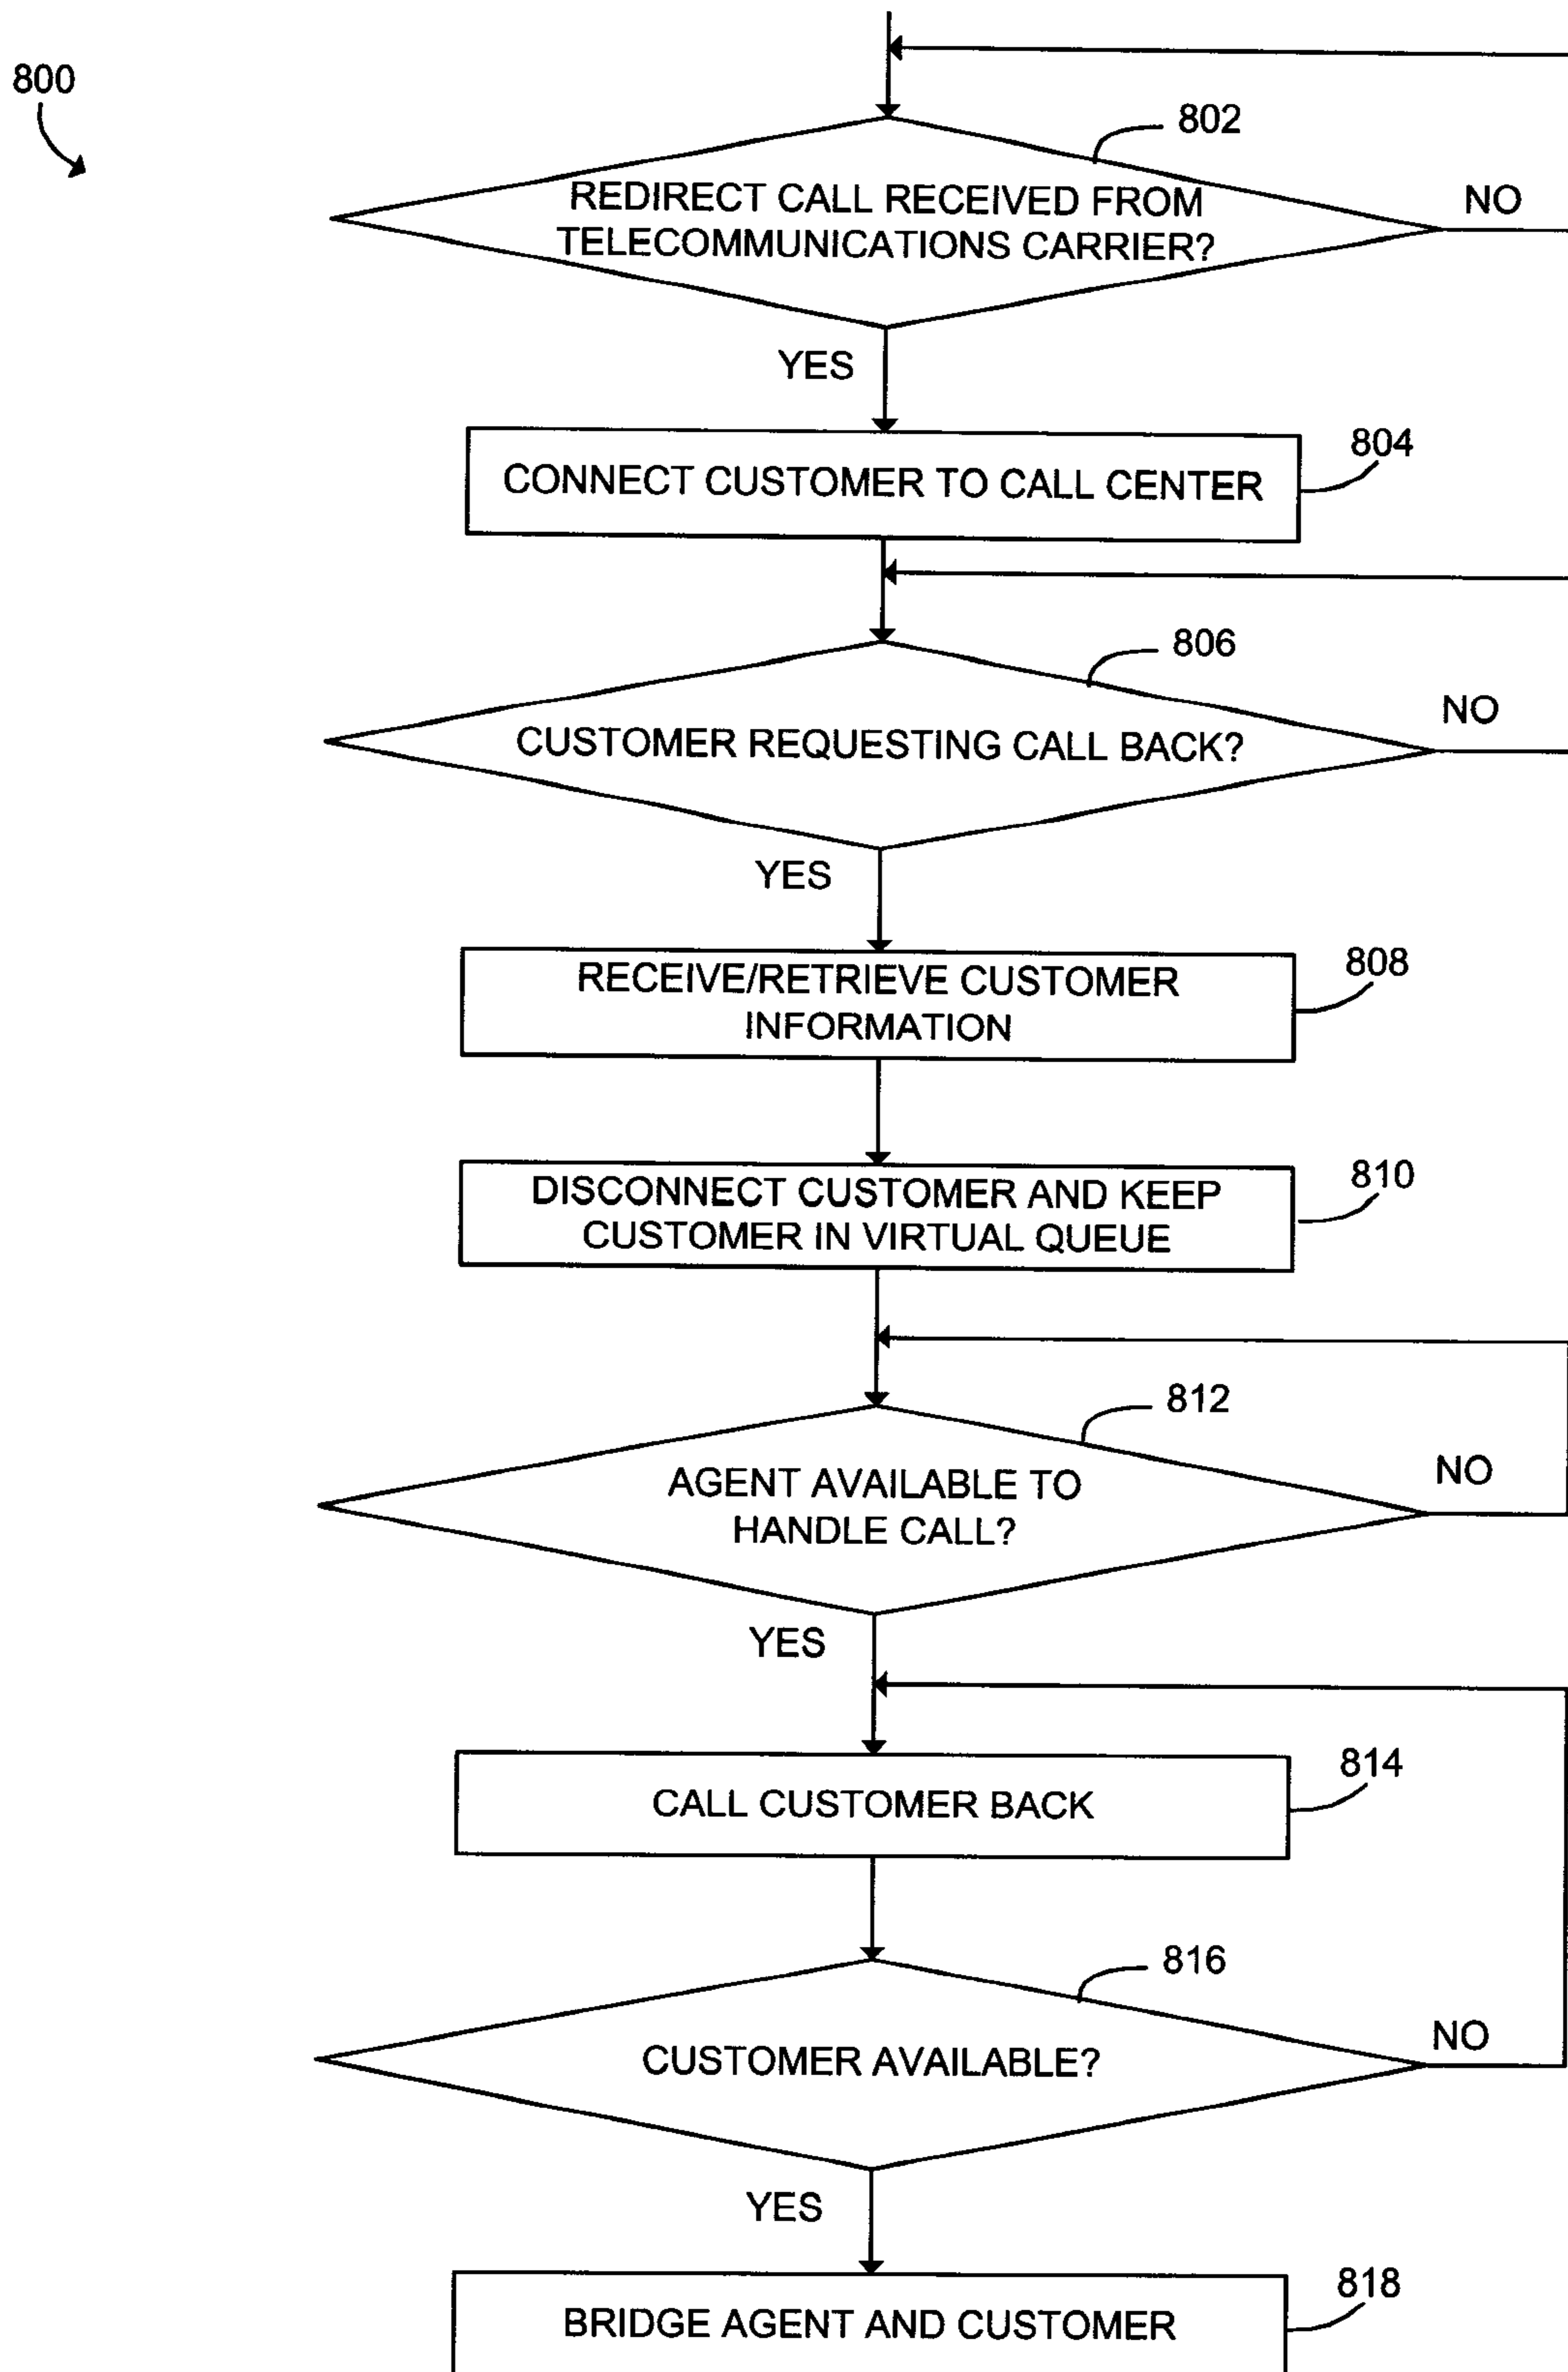 800
802
REDIRECT CALL RECEIVED FROM
TELECOMMUNICATIONS CARRIER?
NO
YES
CONNECT CUSTOMER TO CALL CENTER
804
806
CUSTOMER REQUESTING CALL BACK?
NO
YES
RECEIVE/RETRIEVE CUSTOMER
INFORMATION
808
DISCONNECT CUSTOMER AND KEEP
CUSTOMER IN VIRTUAL QUEUE
810
812
AGENT AVAILABLE TO
HANDLE CALL?
NO
YES
CALL CUSTOMER BACK
814
816
CUSTOMER AVAILABLE?
NO
YES
BRIDGE AGENT AND CUSTOMER
818